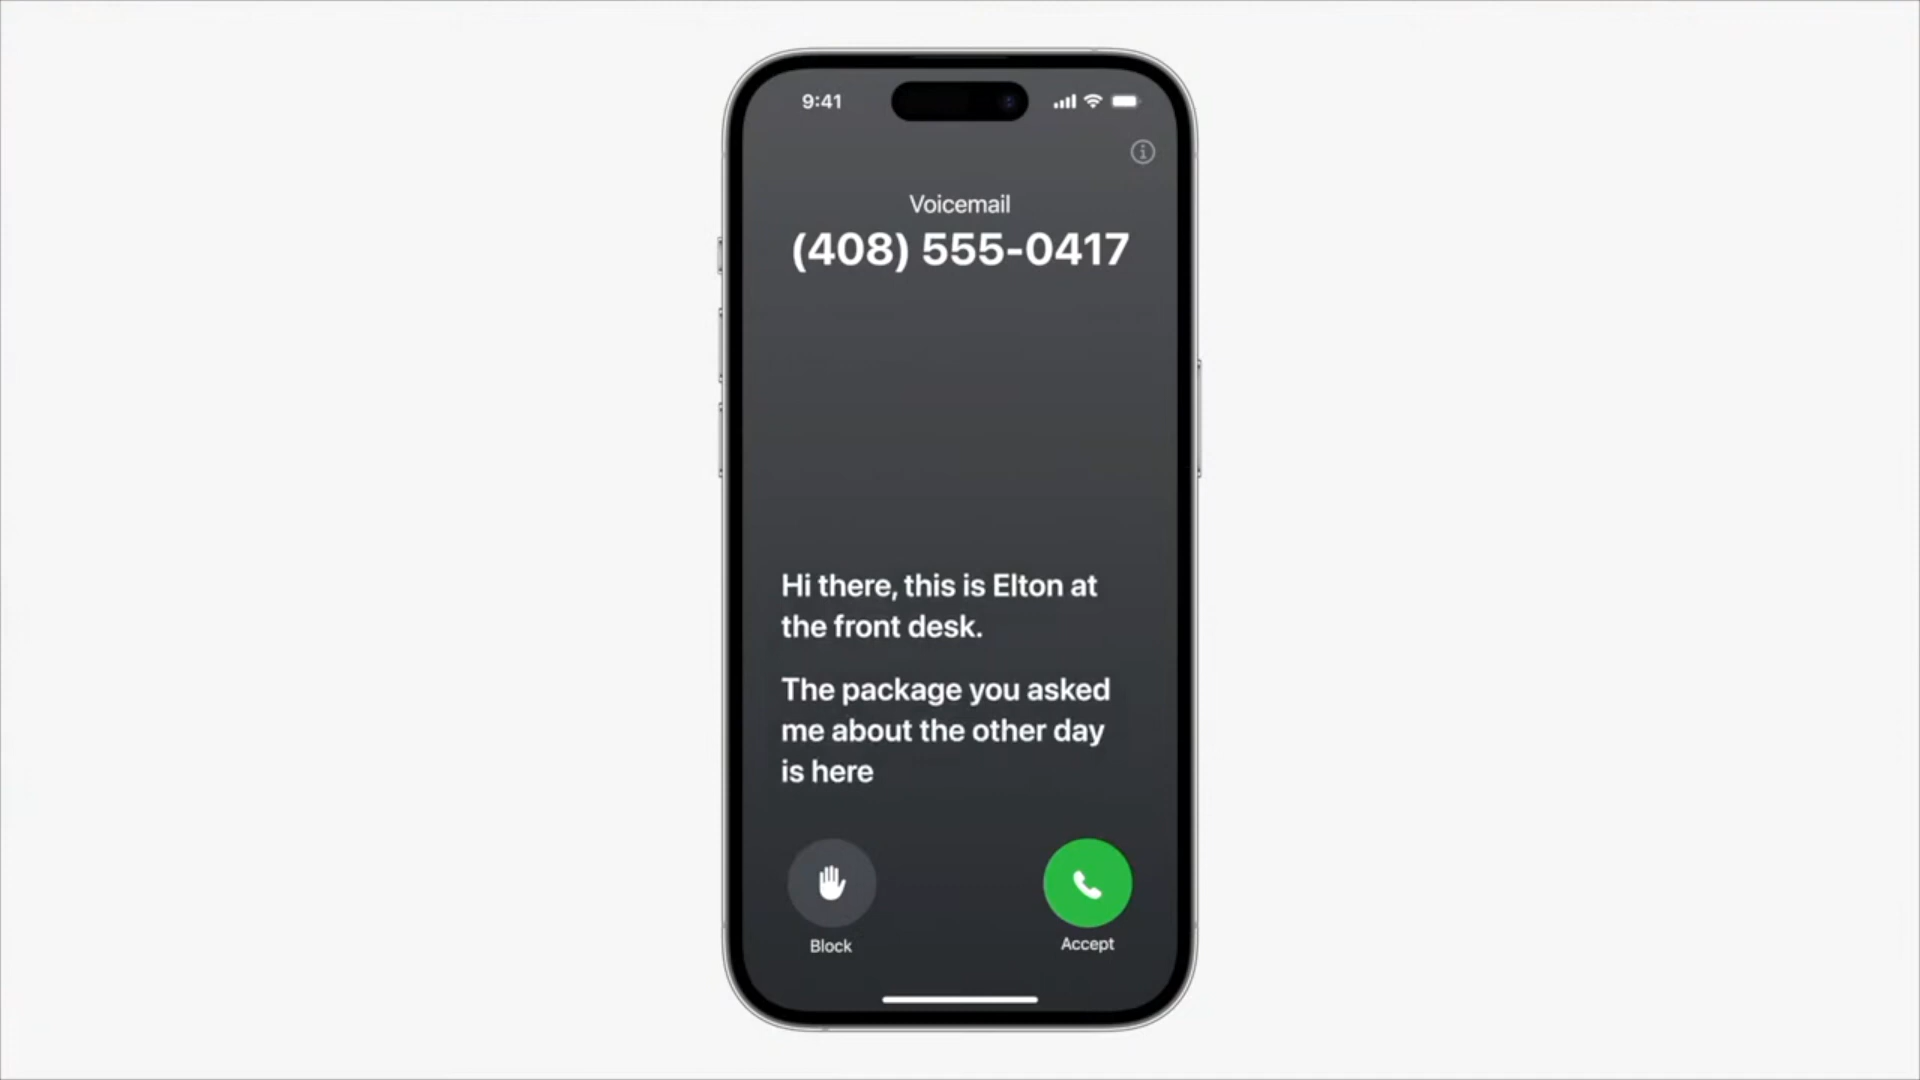 9:41
Voicemail
(408) 555-0417
Hi there, this is Elton at
the front desk.
The package you asked
me about the other day
is here
Block
Accept